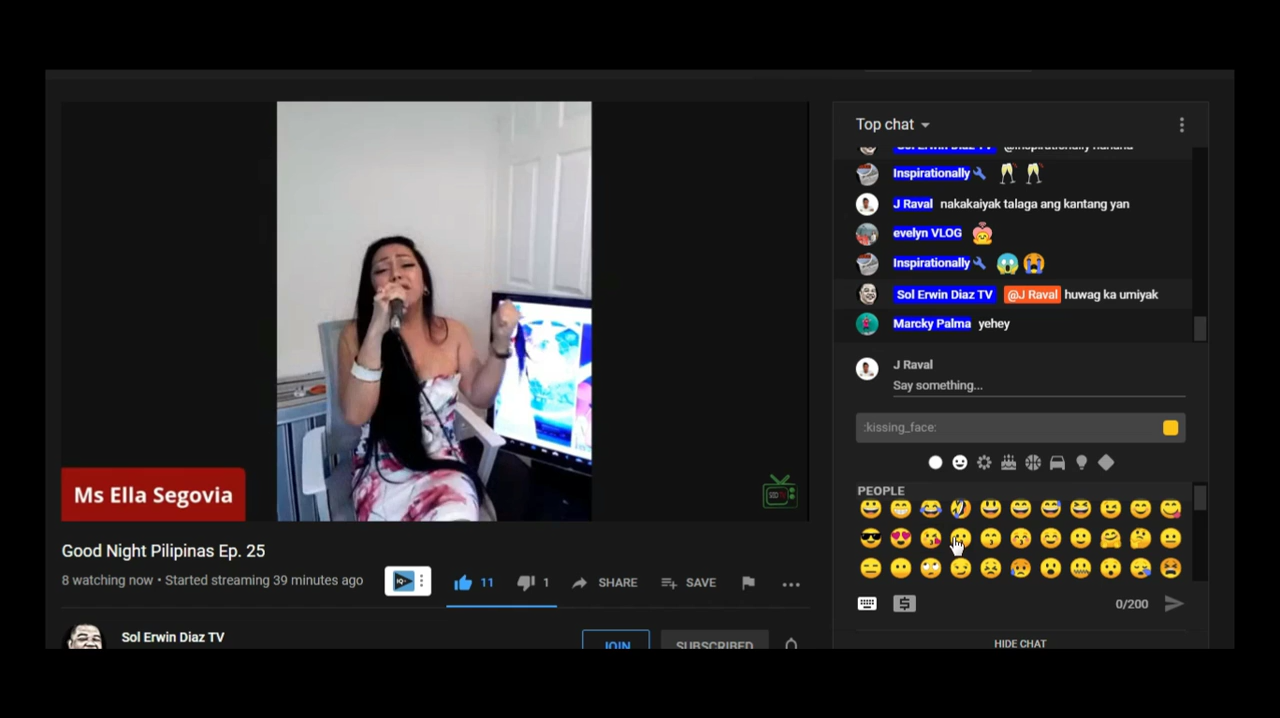 Top chat
Inspirationally
J Raval nakakaiyak talaga ang kantang yan
evelyn VLOG
Inspirationally
Sol Erwin Diaz TV @J Raval huwag ka umiyak
Marcky Palma yehey
J Raval
Say something...
:kissing_face:
PEOPLE
0/200
HIDE CHAT
Ms Ella Segovia
Good Night Pilipinas Ep. 25
8 watching now • Started streaming 39 minutes ago
11
1
SHARE
SAVE
Sol Erwin Diaz TV
JOIN
SUBSCRIBED